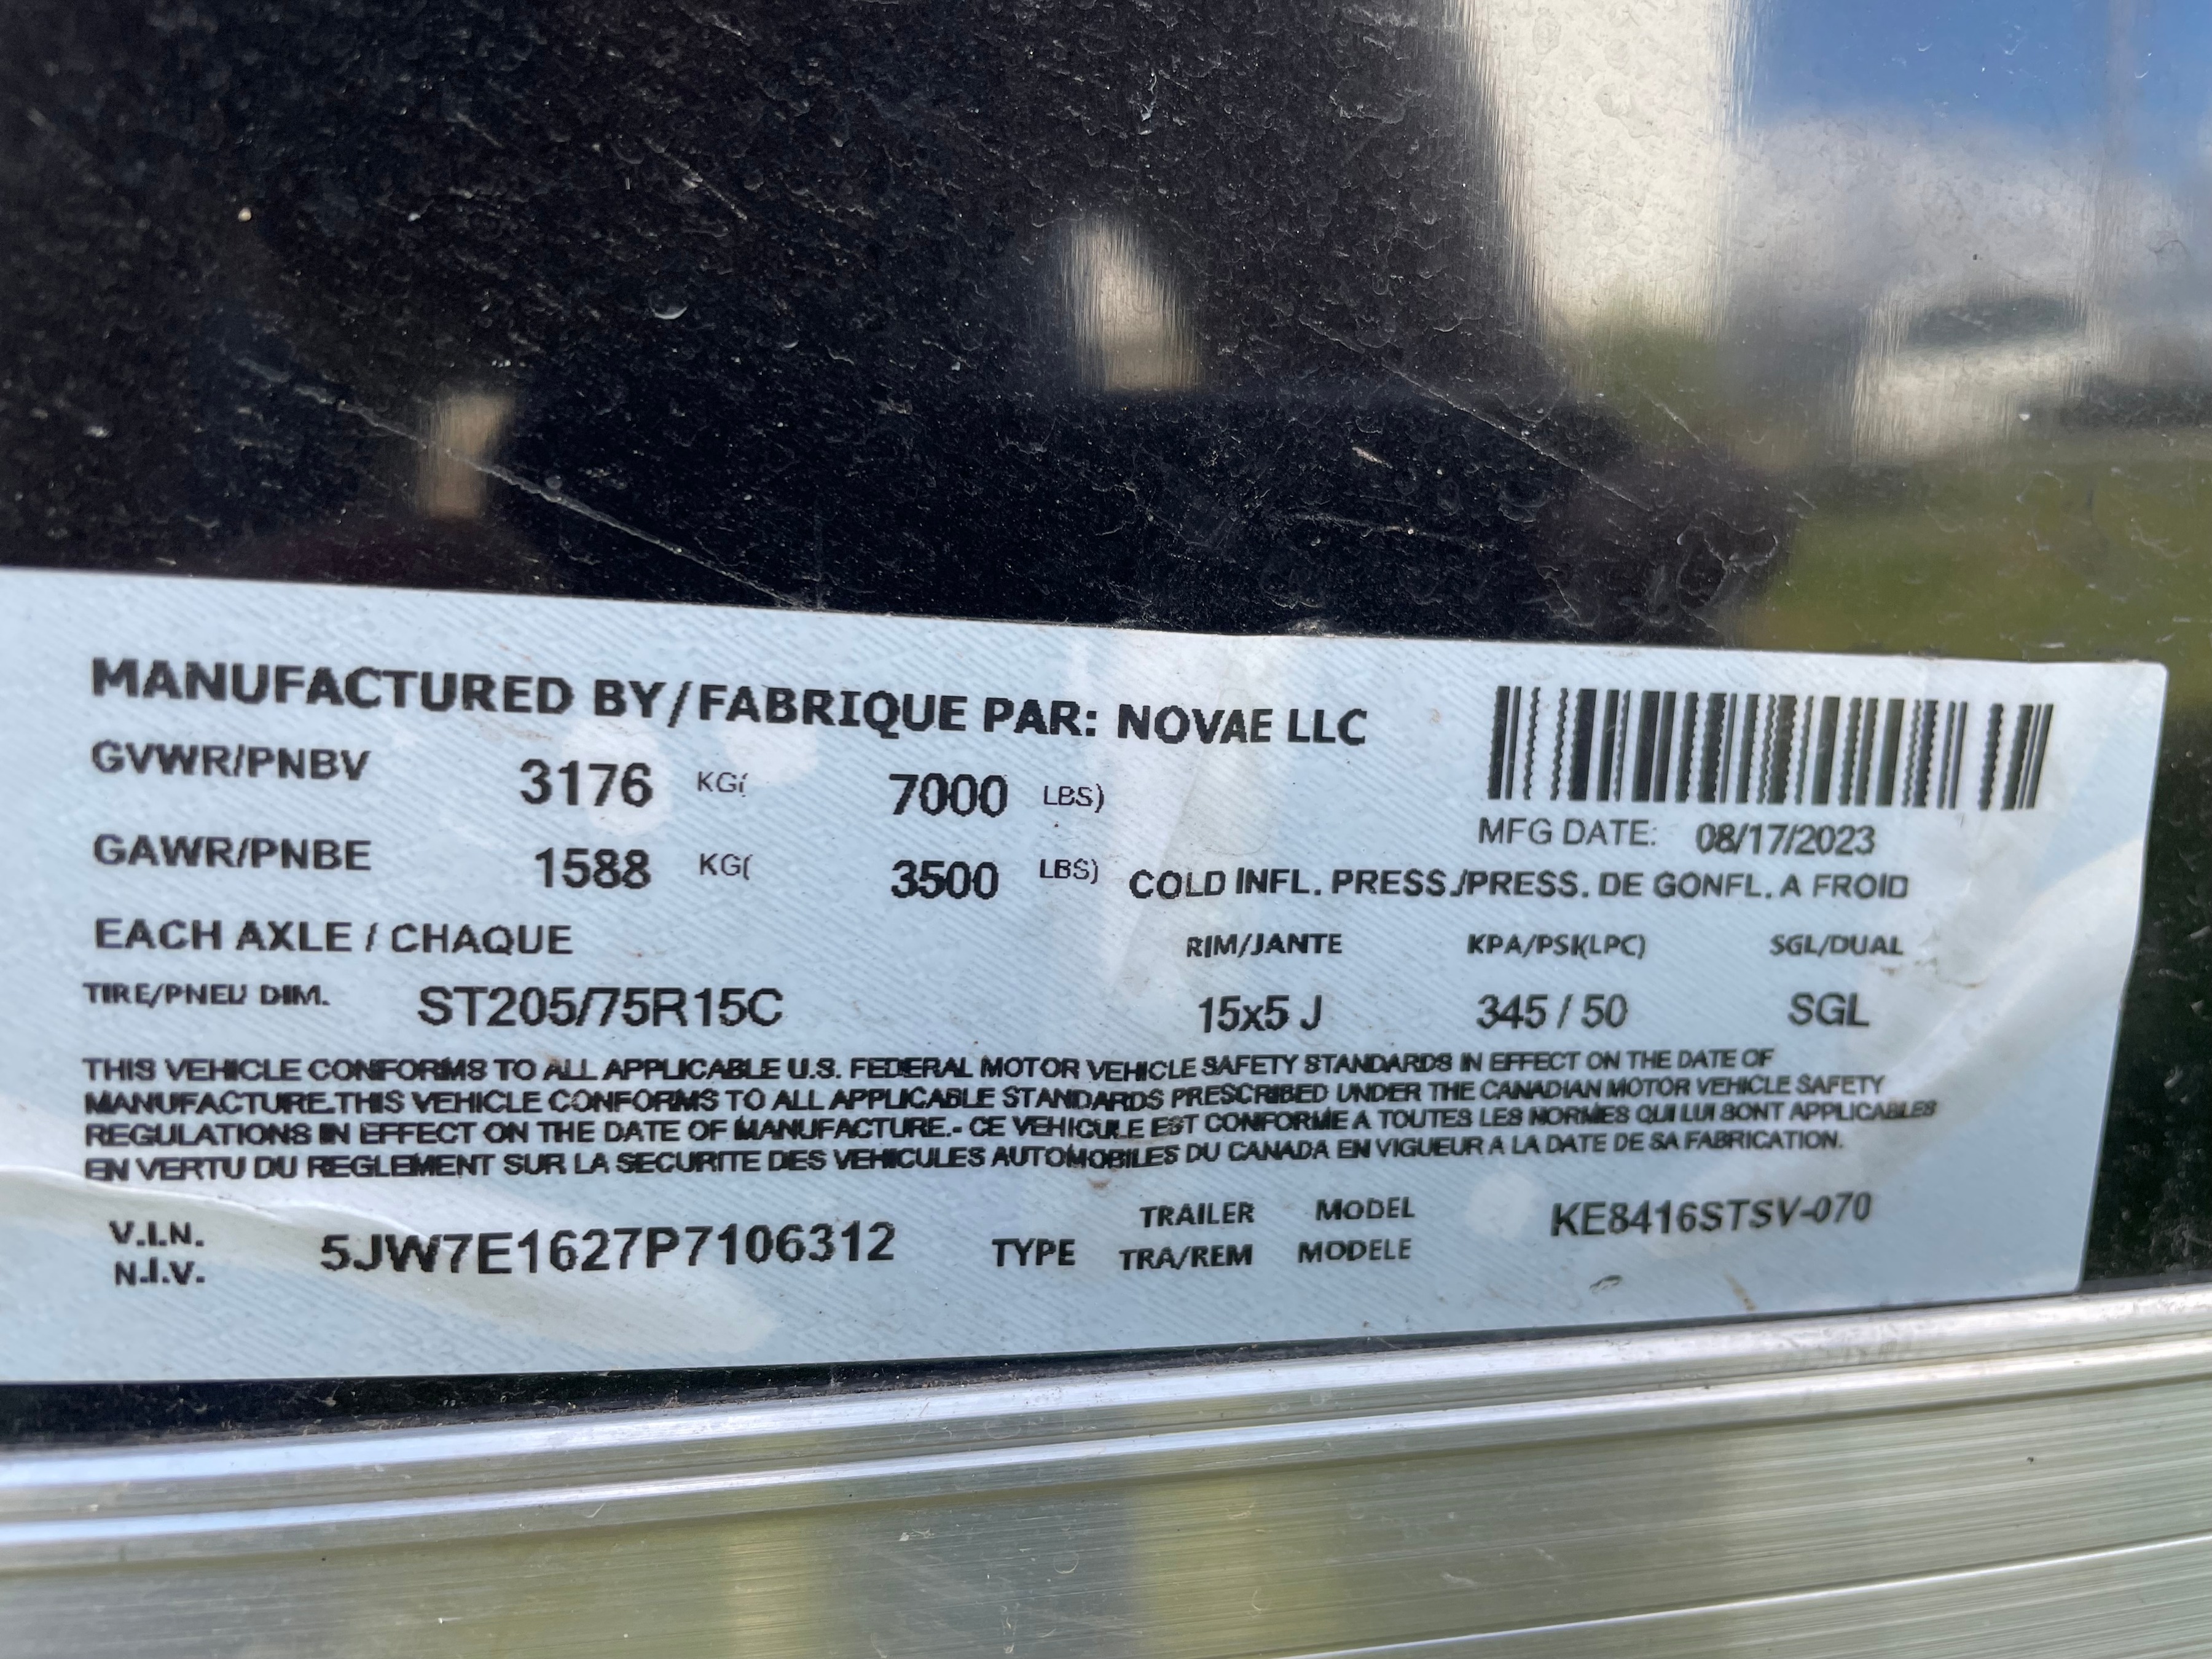 MANUFACTURED BY/FABRIQUE PAR: NOVAE LLC
GVWR/PNBV 3176 KG( 7000 LBS)
MFG DATE: 08/17/2023
GAWR/PNBE 1588 KG( 3500 LBS) COLD INFL. PRESS./PRESS. DE GONFL. A FROID
EACH AXLE / CHAQUE RIM/JANTE KPA/PSI(LPC) SGL/DUAL
TIRE/PNEU DIM. ST205/75R15C 15x5 J 345 / 50 SGL
THIS VEHICLE CONFORMS TO ALL APPLICABLE U.S. FEDERAL MOTOR VEHICLE SAFETY STANDARDS IN EFFECT ON THE DATE OF
MANUFACTURE.THIS VEHICLE CONFORMS TO ALL APPLICABLE STANDARDS PRESCRIBED UNDER THE CANADIAN MOTOR VEHICLE SAFETY
REGULATIONS IN EFFECT ON THE DATE OF MANUFACTURE.- CE VEHICULE EST CONFORME A TOUTES LES NORMES QUI LUI SONT APPLICABLES
EN VERTU DU REGLEMENT SUR LA SECURITE DES VEHICULES AUTOMOBILES DU CANADA EN VIGUEUR A LA DATE DE SA FABRICATION.
V.I.N. 5JW7E1627P7106312 TYPE TRAILER MODEL KE8416STSV-070
N.I.V. TRA/REM MODELE